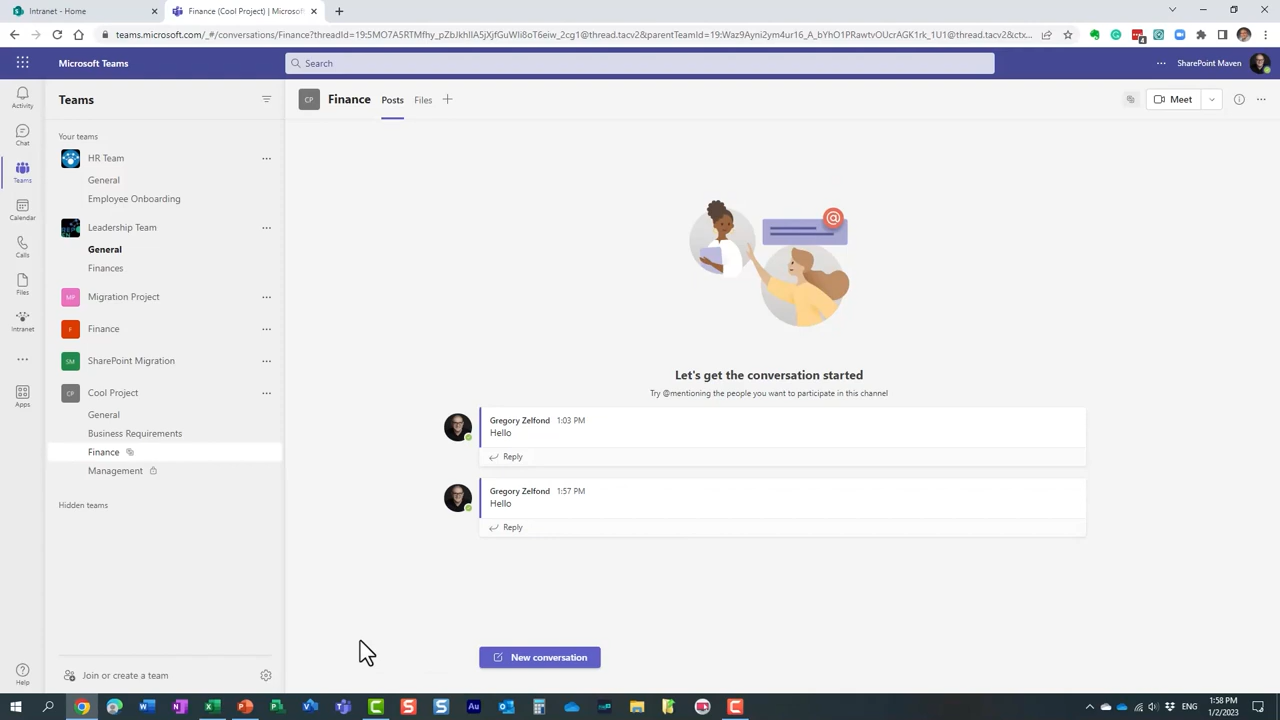 Intranet - Home
Finance (Cool Project) | Microsof
teams.microsoft.com/_#/conversations/Finance?threadId=19:5MO7A5RTMfhy_pZbJkhIlA5jXjfGuWIi8oT6eiw_2cg1@thread.tacv2&parentTeamId=19:Waz9Ayni2ym4ur16_A_bYhO1PRawtvOUcrAGK1rk_1U1@thread.tacv2&ctx...
Microsoft Teams
Search
SharePoint Maven
Activity
Chat
Teams
Calendar
Calls
Files
Intranet
Apps
Help
Teams
Your teams
HR Team
General
Employee Onboarding
Leadership Team
General
Finances
MP Migration Project
F Finance
SM SharePoint Migration
CP Cool Project
General
Business Requirements
Finance
Management
Hidden teams
Join or create a team
CP Finance Posts Files
Meet
Let's get the conversation started
Try @mentioning the people you want to participate in this channel
Gregory Zelfond 1:03 PM
Hello
Reply
Gregory Zelfond 1:57 PM
Hello
Reply
New conversation
ENG
1:58 PM
1/2/2023